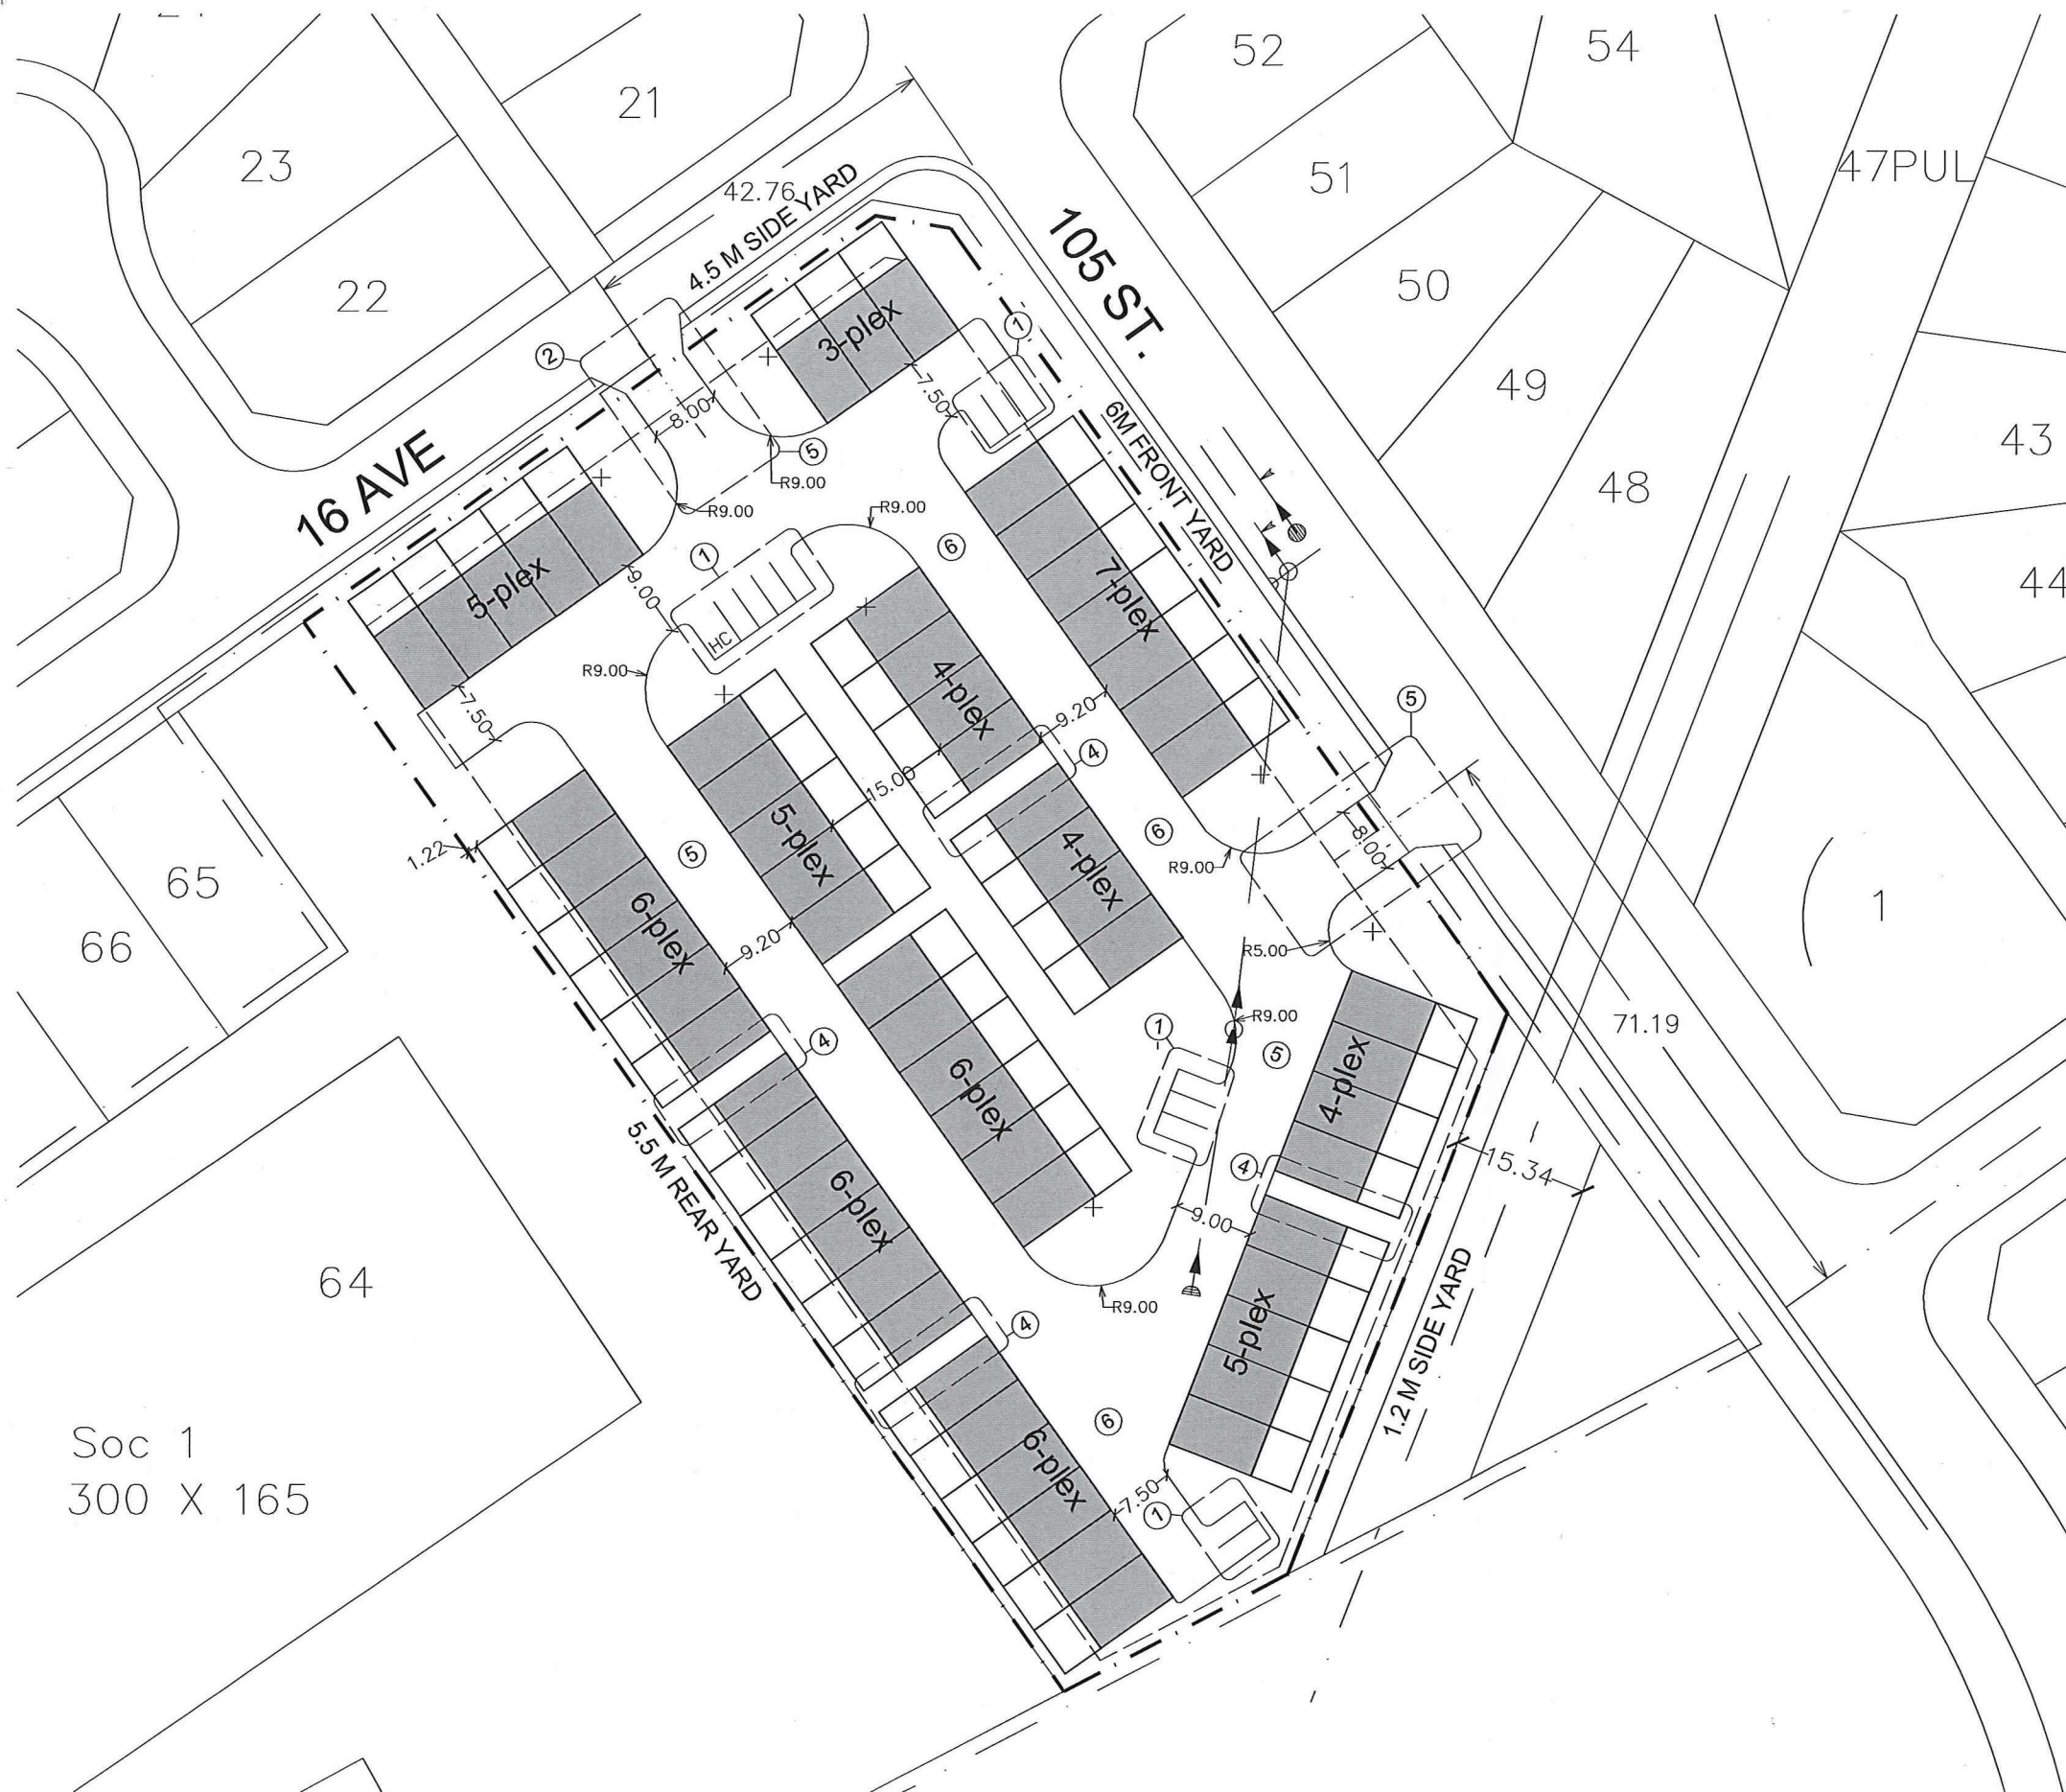 52
54
21
51
47PUL
23
42.76
4.5 M SIDE YARD
105 ST.
50
22
3-plex
1
2
49
7.50
8.00
6M FRONT YARD
43
5
16 AVE
R9.00
R9.00
R9.00
48
6
1
5-plex
9.00
7-plex
44
HC
R9.00
4-plex
5
7.50
9.20
4
15.00
5-plex
6
8.00
1.22
5
R9.00
4-plex
65
1
6-plex
66
9.20
R5.00
R9.00
71.19
1
4
5
6-plex
4-plex
5.5 M REAR YARD
4
15.34
6-plex
9.00
64
R9.00
4
5-plex
1.2 M SIDE YARD
6
Soc 1
300 X 165
6-plex
7.50
1